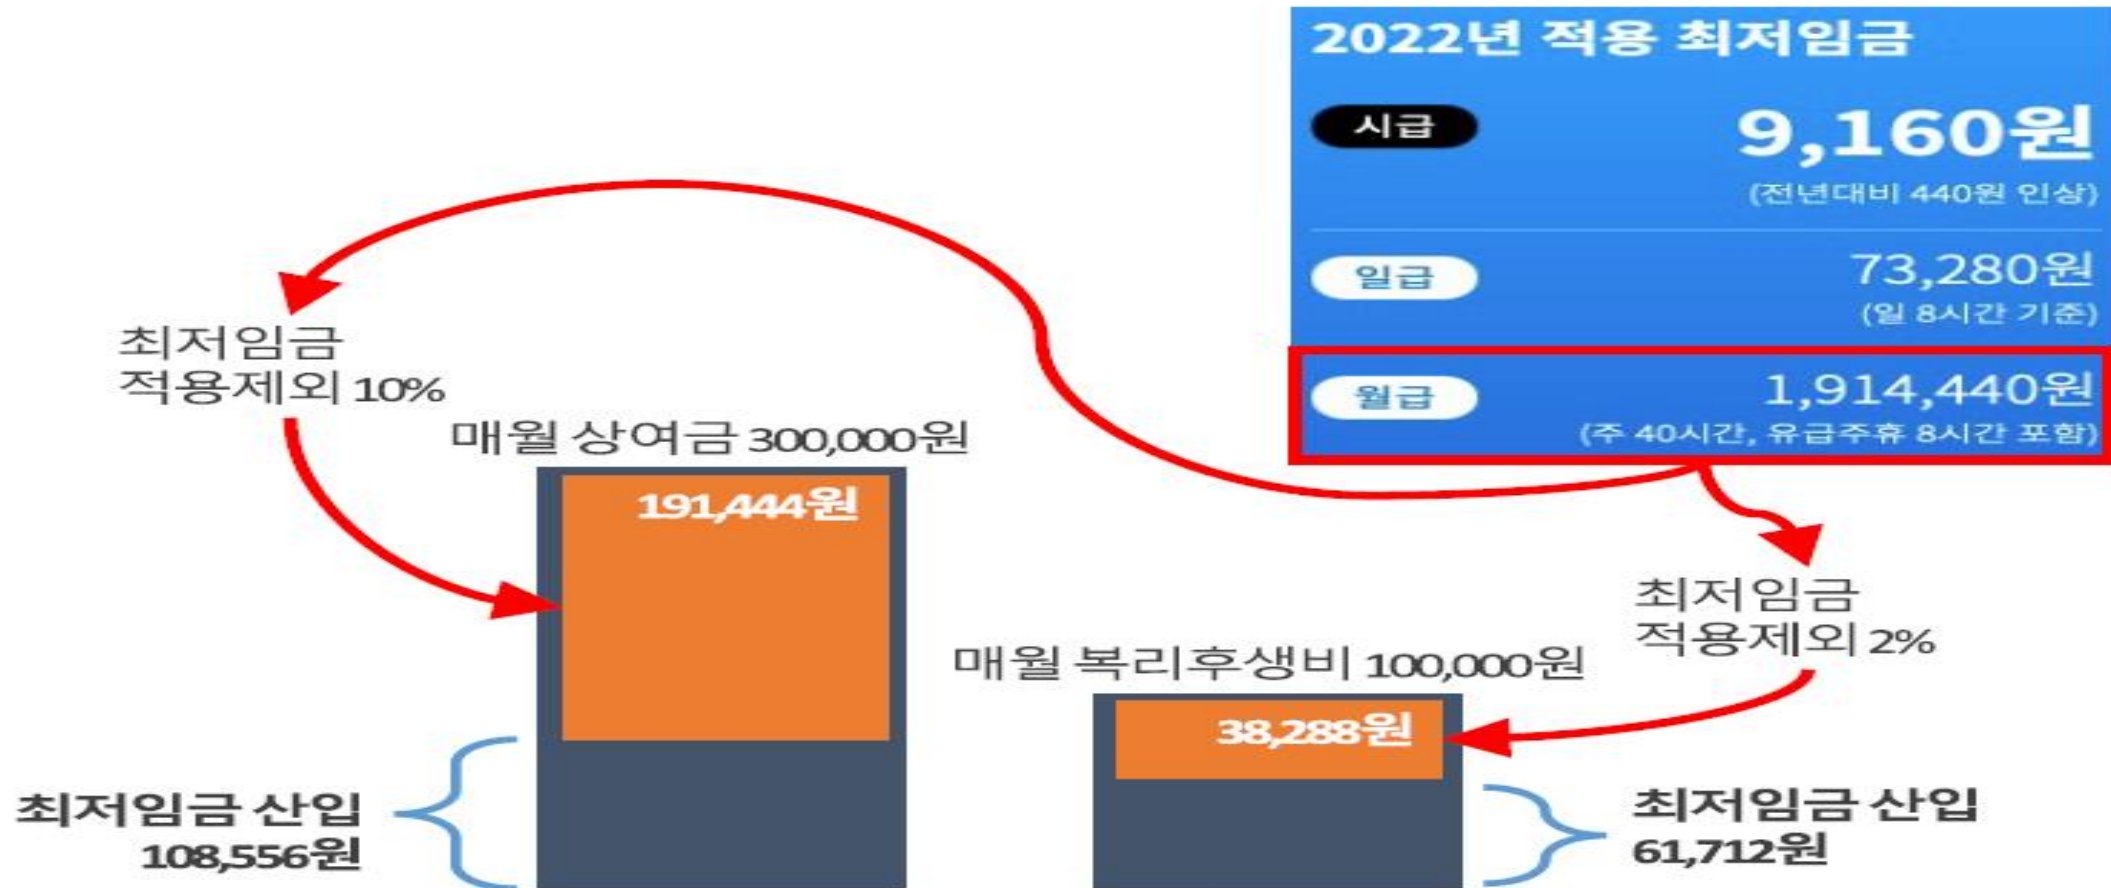 2022년 적용 최저임금
시급
9,160원
(전년대비 440원 인상)
일급
73,280원
(일 8시간 기준)
월급
1,914,440원
(주 40시간, 유급주휴 8시간 포함)
최저임금
적용제외 10%
매월 상여금 300,000원
191,444원
최저임금 산입
108,556원
최저임금
적용제외 2%
매월 복리후생비 100,000원
38,288원
최저임금 산입
61,712원